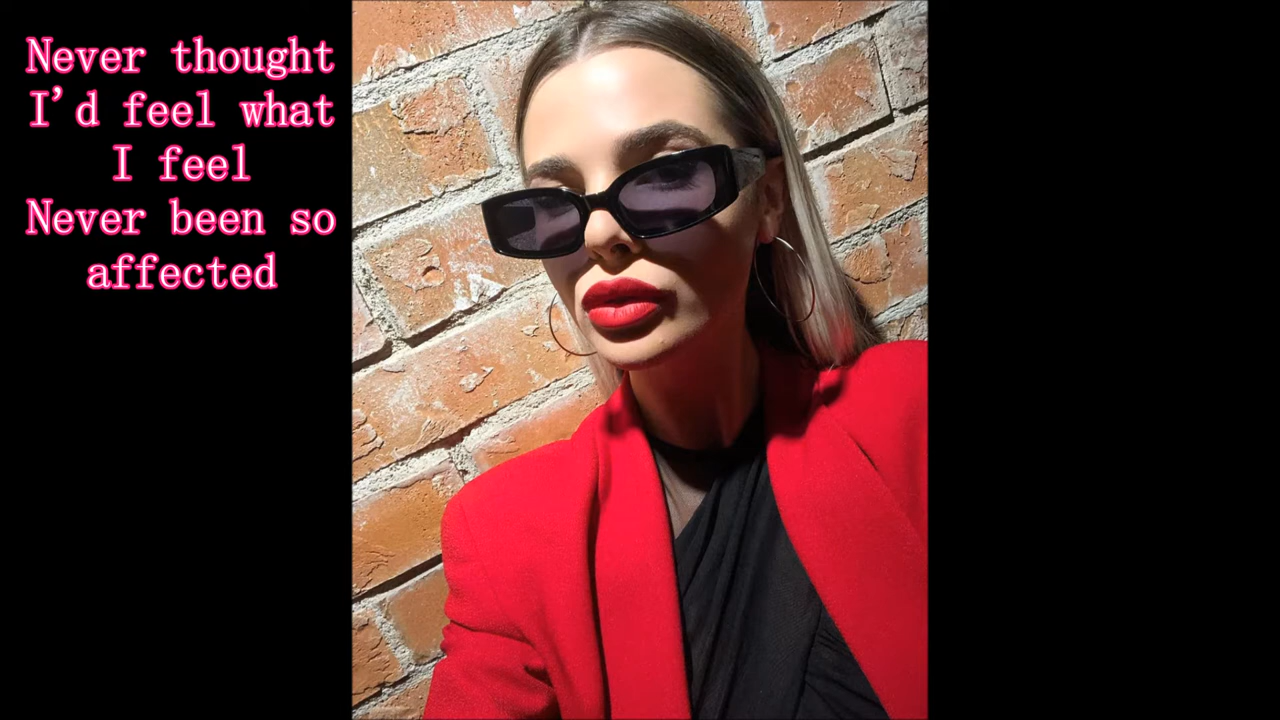 Never thought
I'd feel what
I feel
Never been so
affected